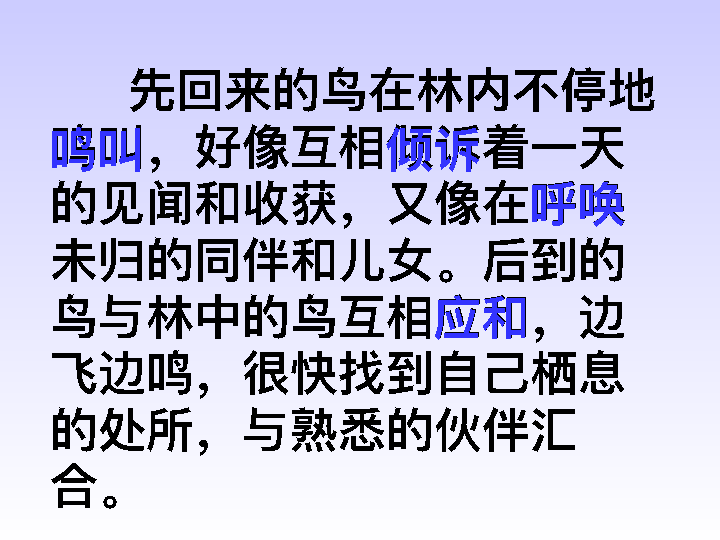 先回来的鸟在林内不停地
鸣叫，好像互相倾诉着一天
的见闻和收获，又像在呼唤
未归的同伴和儿女。后到的
鸟与林中的鸟互相应和，边
飞边鸣，很快找到自己栖息
的处所，与熟悉的伙伴汇
合。